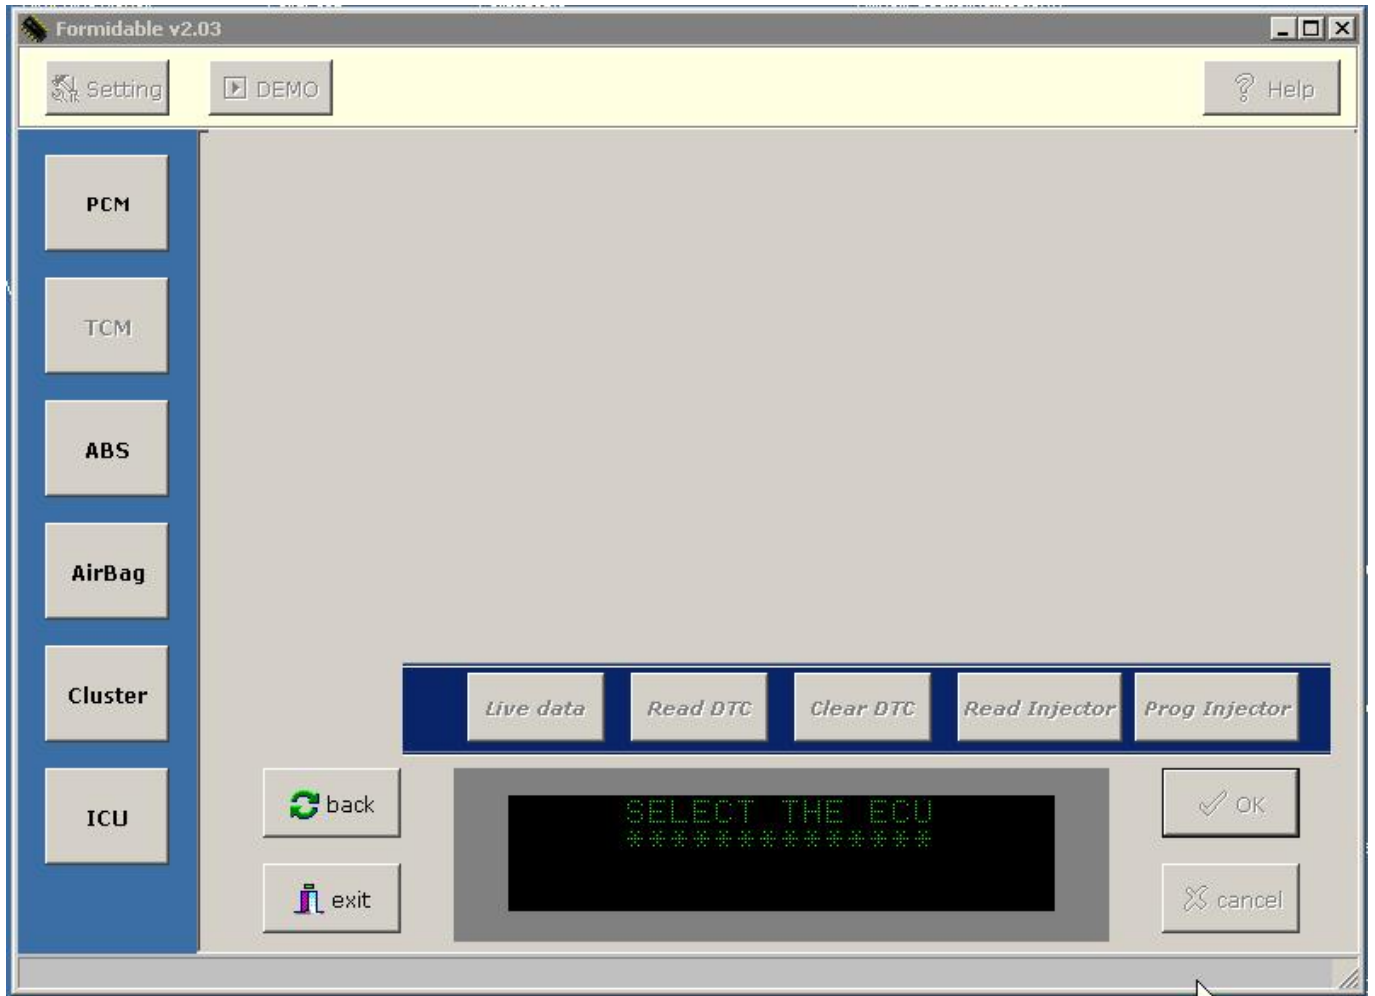 Formidable v2.03
Setting
DEMO
Help
PCM
TCM
ABS
AirBag
Cluster
ICU
Live data
Read DTC
Clear DTC
Read Injector
Prog Injector
back
exit
SELECT THE ECU
**************
OK
cancel